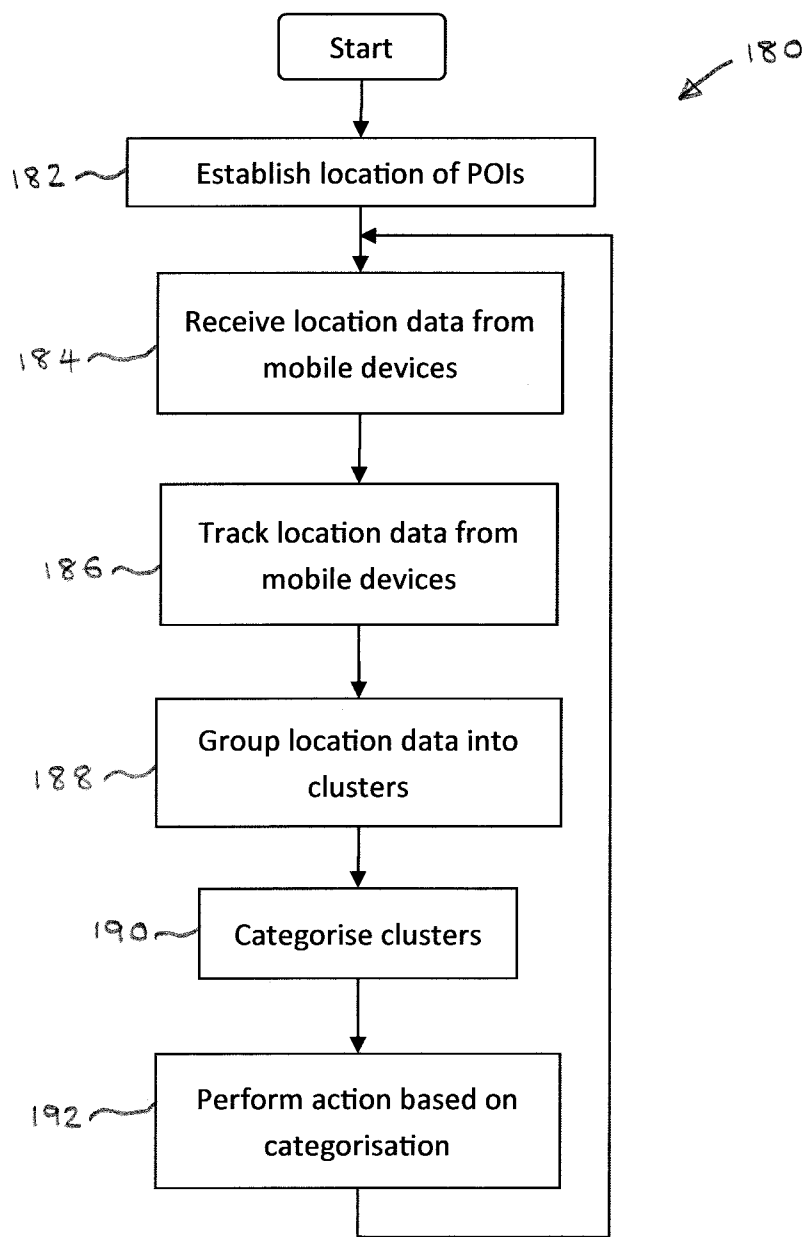 Start
180
182
Establish location of POIs
Receive location data from
mobile devices
184
Track location data from
mobile devices
186
Group location data into
clusters
188
190
Categorise clusters
Perform action based on
categorisation
192